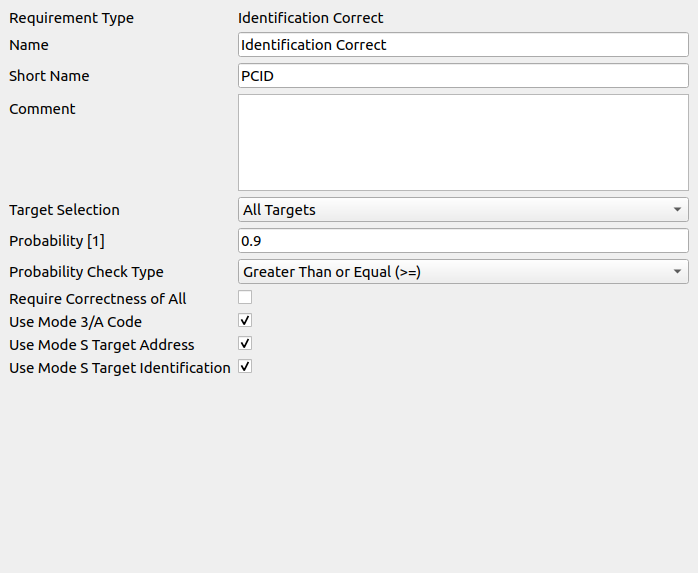 Requirement Type Identification Correct
Name Identification Correct
Short Name PCID
Comment
Target Selection All Targets
Probability [1] 0.9
Probability Check Type Greater Than or Equal (>=)
Require Correctness of All
Use Mode 3/A Code
Use Mode S Target Address
Use Mode S Target Identification